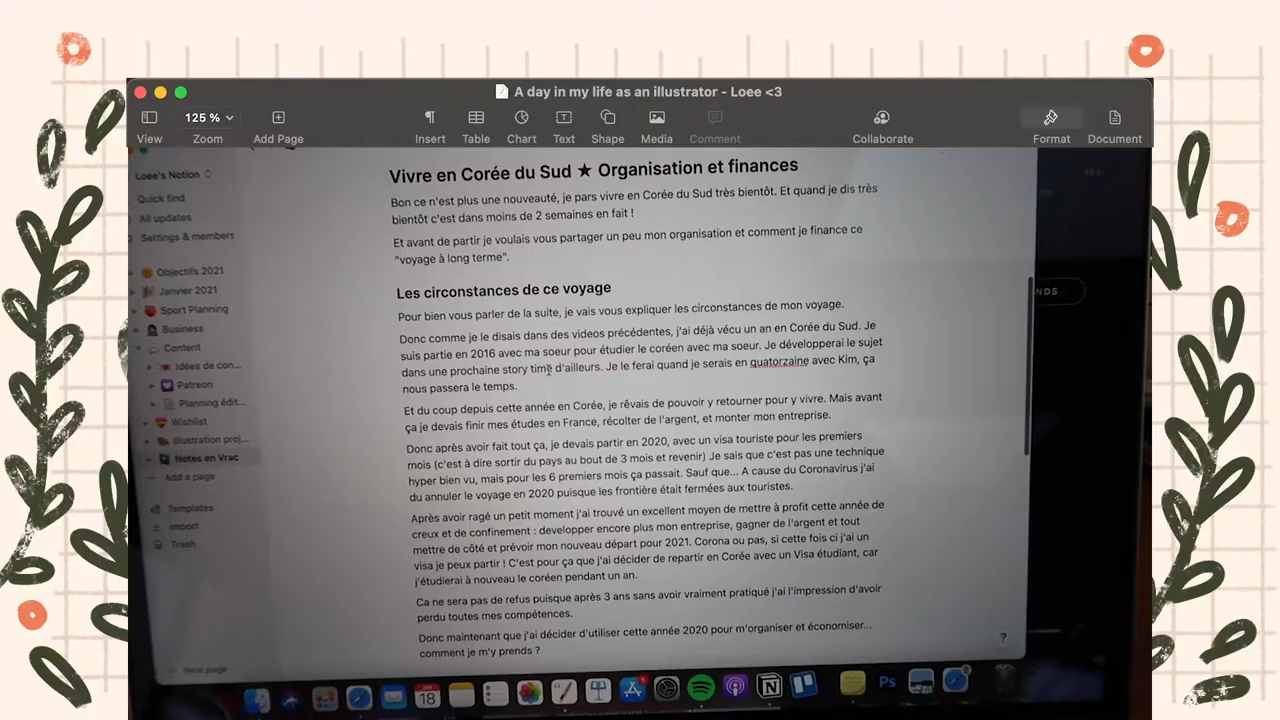 A day in my life as an illustrator - Loee <3
125 %
View
Zoom
Add Page
Insert
Table
Chart
Text
Shape
Media
Comment
Collaborate
Format
Document
Loee's Notion
Quick find
All updates
Settings & members
Objectifs 2021
Janvier 2021
Sport Planning
Business
Content
Idées de con...
Patreon
Planning édit...
Wishlist
Illustration proj...
Notes en Vrac
Add a page
Templates
Import
Trash
New page
Vivre en Corée du Sud ★ Organisation et finances
Bon ce n'est plus une nouveauté, je pars vivre en Corée du Sud très bientôt. Et quand je dis très
bientôt c'est dans moins de 2 semaines en fait !
Et avant de partir je voulais vous partager un peu mon organisation et comment je finance ce
"voyage à long terme".
Les circonstances de ce voyage
Pour bien vous parler de la suite, je vais vous expliquer les circonstances de mon voyage.
Donc comme je le disais dans des videos précédentes, j'ai déjà vécu un an en Corée du Sud. Je
suis partie en 2016 avec ma soeur pour étudier le coréen avec ma soeur. Je développerai le sujet
dans une prochaine story time d'ailleurs. Je le ferai quand je serais en quatorzaine avec Kim, ça
nous passera le temps.
Et du coup depuis cette année en Corée, je rêvais de pouvoir y retourner pour y vivre. Mais avant
ça je devais finir mes études en France, récolter de l'argent, et monter mon entreprise.
Donc après avoir fait tout ça, je devais partir en 2020, avec un visa touriste pour les premiers
mois (c'est à dire sortir du pays au bout de 3 mois et revenir) Je sais que c'est pas une technique
hyper bien vu, mais pour les 6 premiers mois ça passait. Sauf que... A cause du Coronavirus j'ai
du annuler le voyage en 2020 puisque les frontière était fermées aux touristes.
Après avoir ragé un petit moment j'ai trouvé un excellent moyen de mettre à profit cette année de
creux et de confinement : developper encore plus mon entreprise, gagner de l'argent et tout
mettre de côté et prévoir mon nouveau départ pour 2021. Corona ou pas, si cette fois ci j'ai un
visa je peux partir ! C'est pour ça que j'ai décider de repartir en Corée avec un Visa étudiant, car
j'étudierai à nouveau le coréen pendant un an.
Ca ne sera pas de refus puisque après 3 ans sans avoir vraiment pratiqué j'ai l'impression d'avoir
perdu toutes mes compétences.
Donc maintenant que j'ai décider d'utiliser cette année 2020 pour m'organiser et économiser...
comment je m'y prends ?
?
NDS
18
Ps